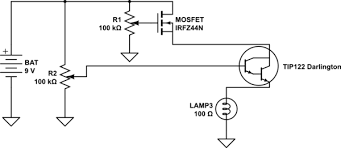 R1
100 kΩ
MOSFET
IRFZ44N
BAT
9 V
R2
100 kΩ
TIP122 Darlington
LAMP3
100 Ω